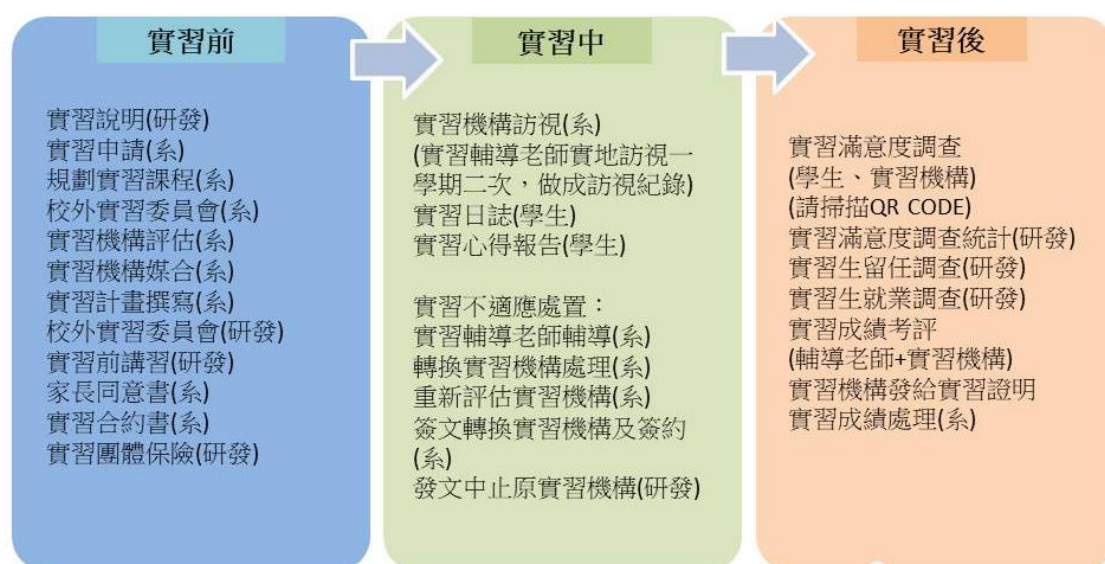 實習前
實習說明(研發)
實習申請(系)
規劃實習課程(系)
校外實習委員會(系)
實習機構評估(系)
實習機構媒合(系)
實習計畫撰寫(系)
校外實習委員會(研發)
實習前講習(研發)
家長同意書(系)
實習合約書(系)
實習團體保險(研發)
實習中
實習機構訪視(系)
(實習輔導老師實地訪視一
學期二次，做成訪視紀錄)
實習日誌(學生)
實習心得報告(學生)
實習不適應處置：
實習輔導老師輔導(系)
轉換實習機構處理(系)
重新評估實習機構(系)
簽文轉換實習機構及簽約
(系)
發文中止原實習機構(研發)
實習後
實習滿意度調查
(學生、實習機構)
(請掃描QR CODE)
實習滿意度調查統計(研發)
實習生留任調查(研發)
實習生就業調查(研發)
實習成績考評
(輔導老師+實習機構)
實習機構發給實習證明
實習成績處理(系)